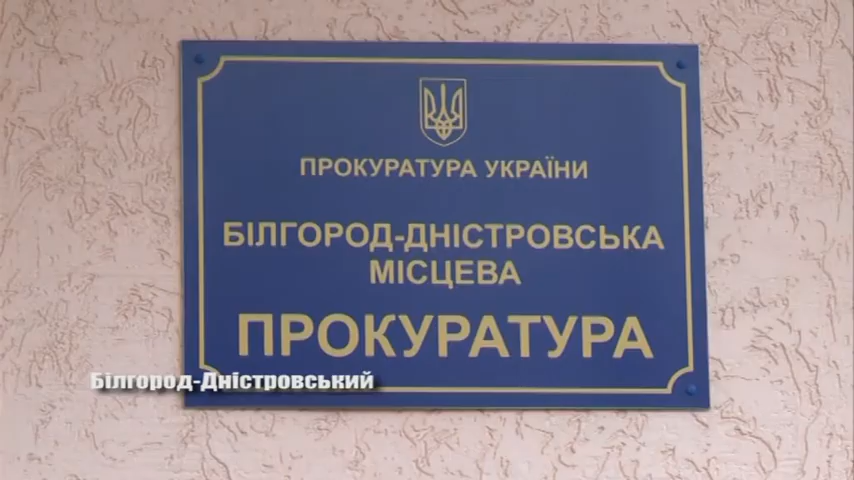 ПРОКУРАТУРА УКРАЇНИ
БІЛГОРОД-ДНІСТРОВСЬКА
МІСЦЕВА
ПРОКУРАТУРА
Білгород-Дністровський